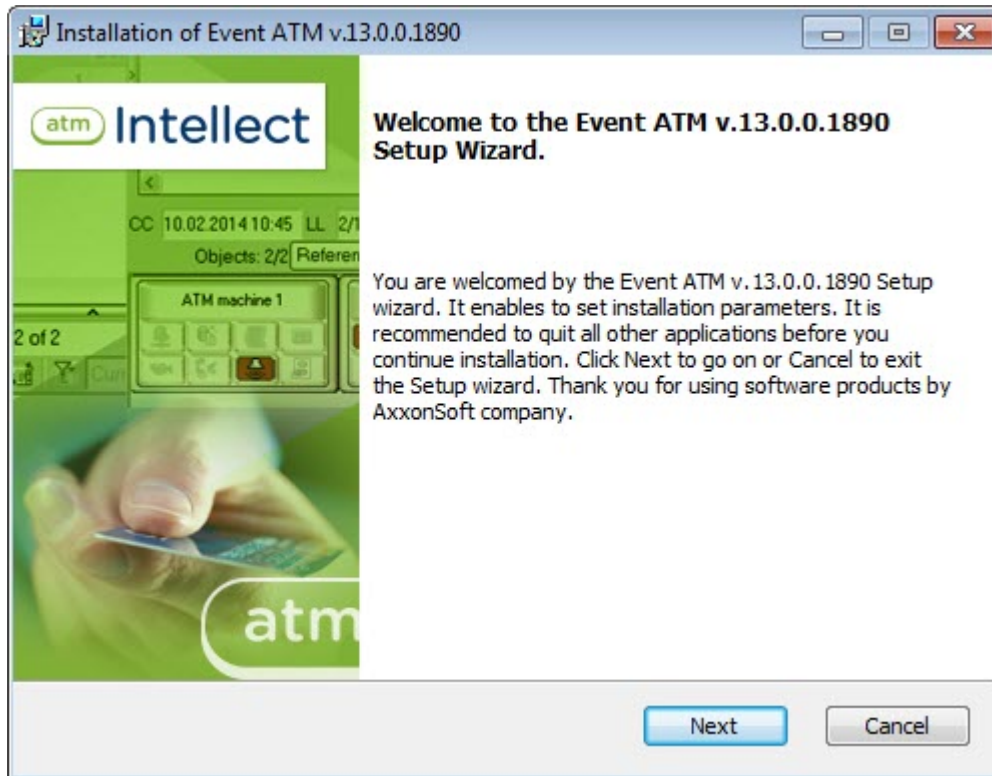 Installation of Event ATM v.13.0.0.1890
atm Intellect
CC 10.02.2014 10:45 LL 2/1
Objects: 2/2 Referen
ATM machine 1
2 of 2
Curr
atm
Welcome to the Event ATM v.13.0.0.1890
Setup Wizard.
You are welcomed by the Event ATM v. 13.0.0.1890 Setup
wizard. It enables to set installation parameters. It is
recommended to quit all other applications before you
continue installation. Click Next to go on or Cancel to exit
the Setup wizard. Thank you for using software products by
AxxonSoft company.
Next
Cancel